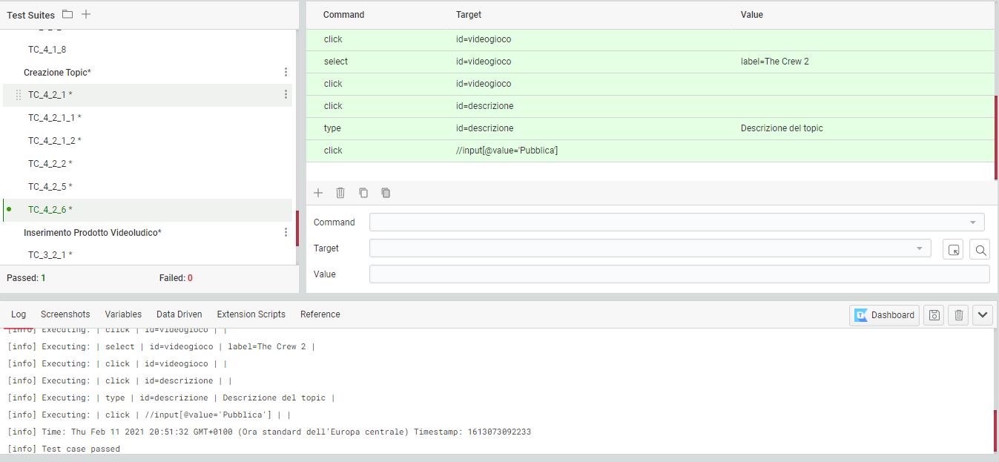 Test Suites
TC_4_1_8
Creazione Topic*
TC_4_2_1 *
TC_4_2_1_1 *
TC_4_2_1_2 *
TC_4_2_2 *
TC_4_2_5 *
TC_4_2_6 *
Inserimento Prodotto Videoludico*
TC_3_2_1 *
Passed: 1 Failed: 0
Command Target Value
click id=videogioco
select id=videogioco label=The Crew 2
click id=videogioco
click id=descrizione
type id=descrizione Descrizione del topic
click //input[@value='Pubblica']
Command
Target
Value
Log Screenshots Variables Data Driven Extension Scripts Reference Dashboard
[info] Executing: | click | id=videogioco | |
[info] Executing: | select | id=videogioco | label=The Crew 2 |
[info] Executing: | click | id=videogioco | |
[info] Executing: | click | id=descrizione | |
[info] Executing: | type | id=descrizione | Descrizione del topic |
[info] Executing: | click | //input[@value='Pubblica'] | |
[info] Time: Thu Feb 11 2021 20:51:32 GMT+0100 (Ora standard dell'Europa centrale) Timestamp: 1613073092233
[info] Test case passed